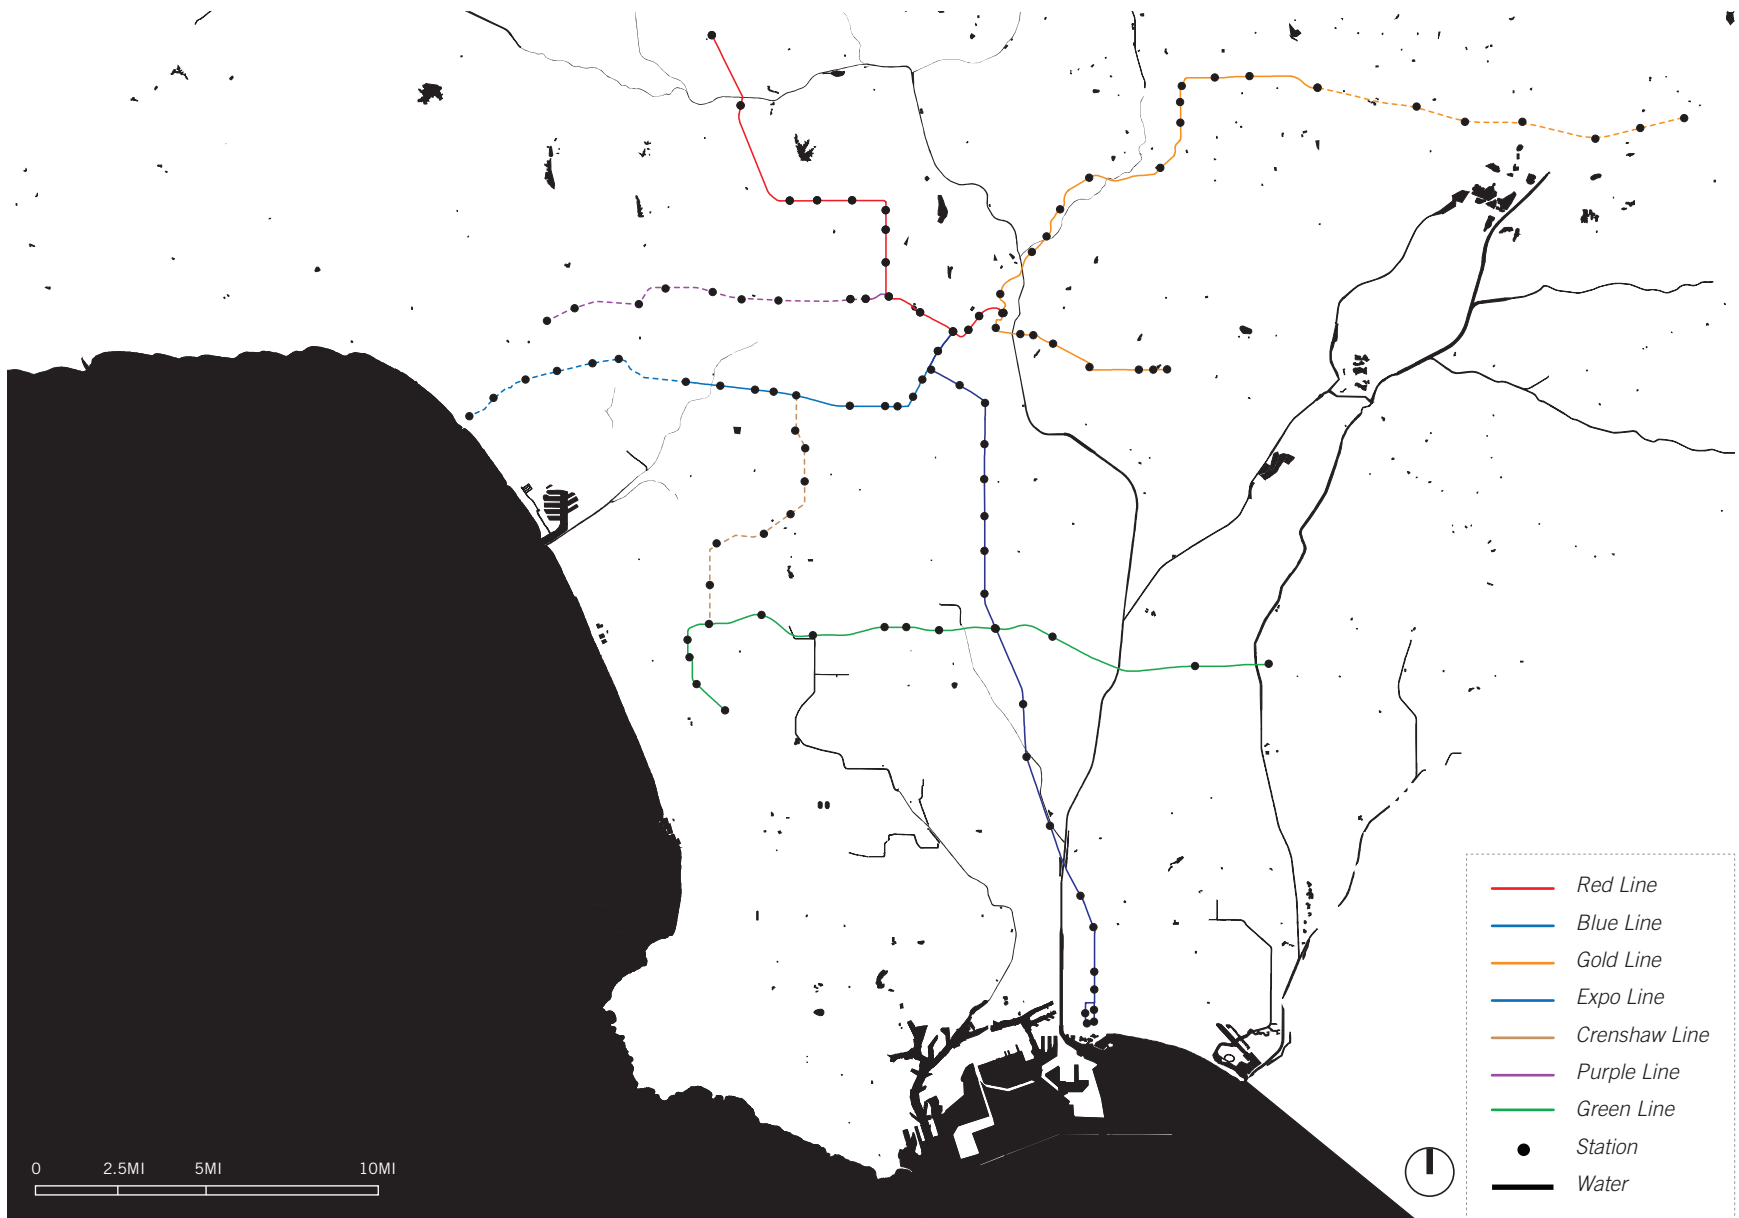 Red Line
Blue Line
Gold Line
Expo Line
Crenshaw Line
Purple Line
Green Line
Station
Water
0 2.5MI 5MI 10MI